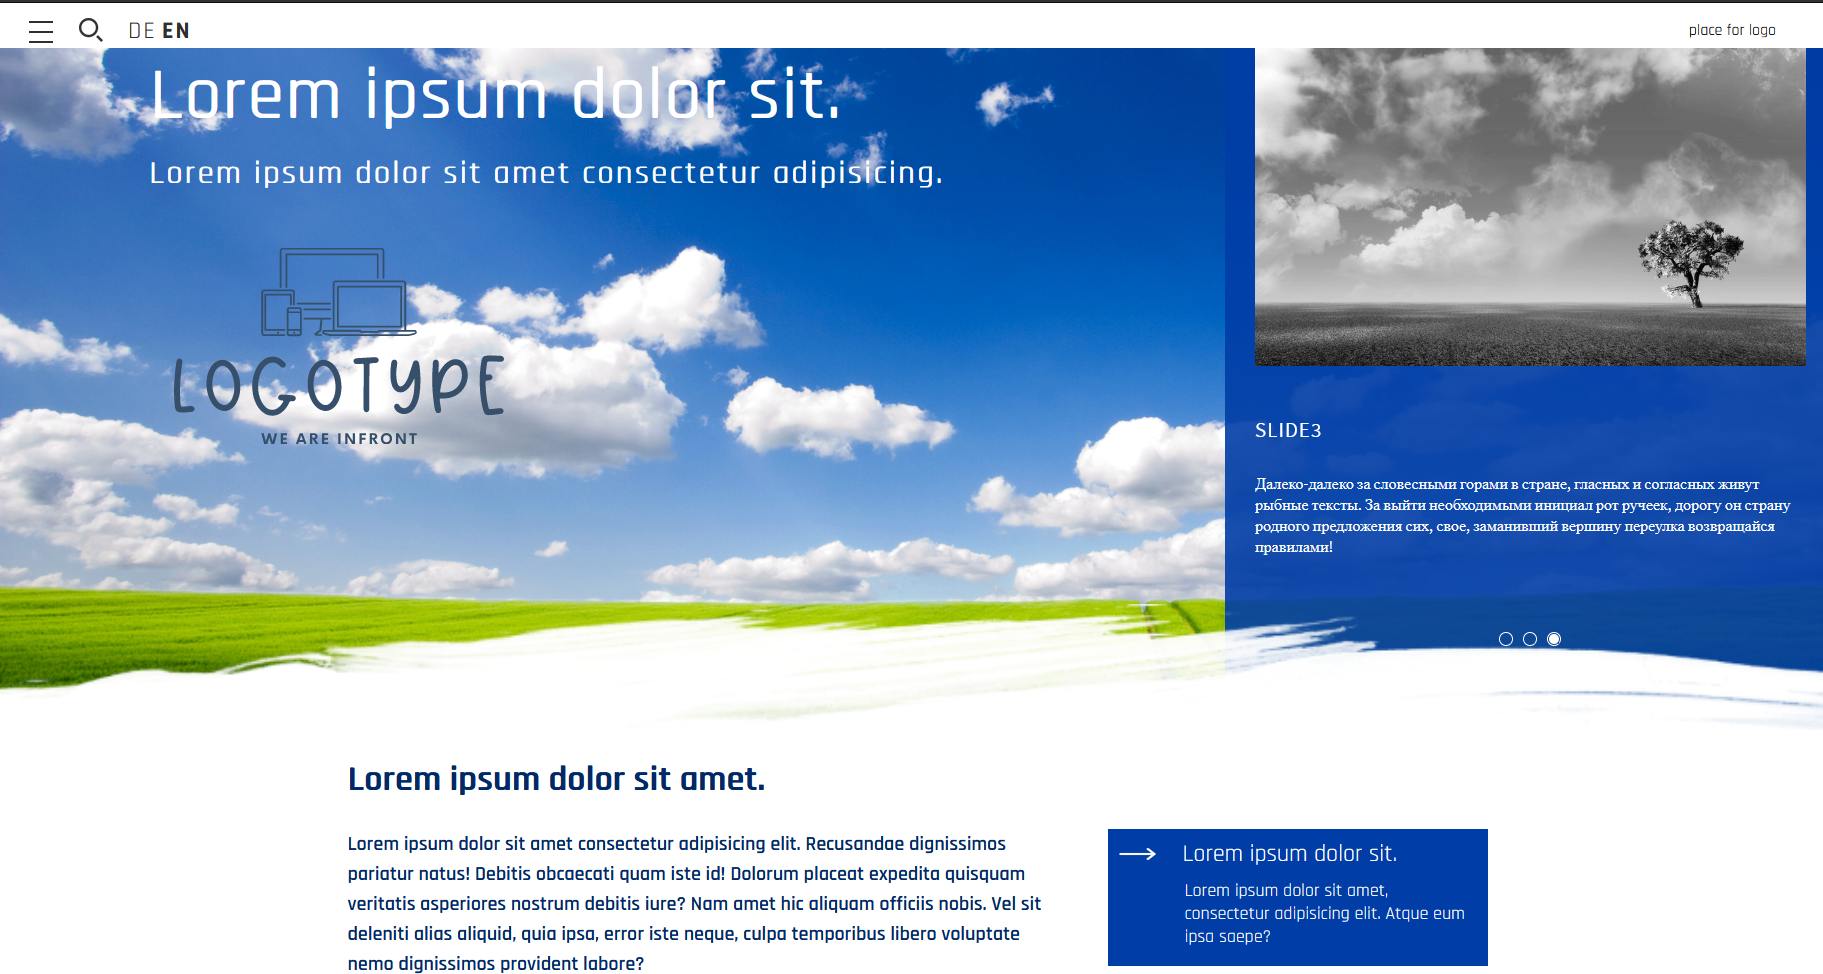 DE EN
place for logo
Lorem ipsum dolor sit.
Lorem ipsum dolor sit amet consectetur adipisicing.
LOGOTYPE
WE ARE INFRONT
SLIDE3
Далеко-далеко за словесными горами в стране, гласных и согласных живут
рыбные тексты. За выйти необходимыми инициал рот ручеек, дорогу он страну
родного предложения сих, свое, заманивший вершину переулка возвращайся
правилами!
Lorem ipsum dolor sit amet.
Lorem ipsum dolor sit amet consectetur adipisicing elit. Recusandae dignissimos
pariatur natus! Debitis obcaecati quam iste id! Dolorum placeat expedita quisquam
veritatis asperiores nostrum debitis iure? Nam amet hic aliquam officiis nobis. Vel sit
deleniti alias aliquid, quia ipsa, error iste neque, culpa temporibus libero voluptate
nemo dignissimos provident labore?
Lorem ipsum dolor sit.
Lorem ipsum dolor sit amet,
consectetur adipisicing elit. Atque eum
ipsa saepe?